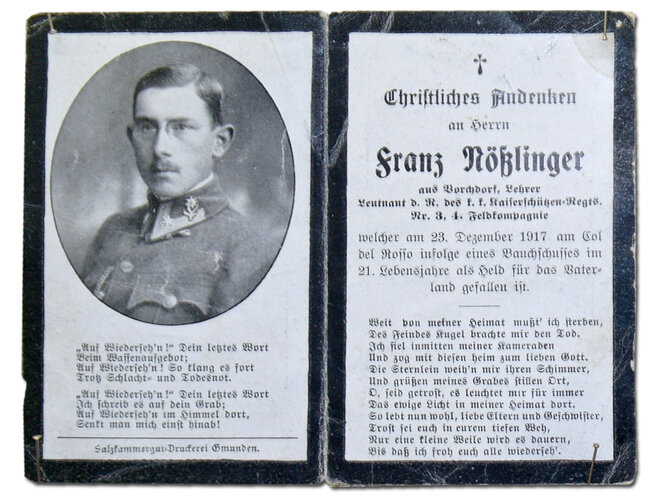 „Auf Wiederseh'n!“ Dein letztes Wort
Beim Waffenaufgebot;
Auf Wiederseh'n! So klang es fort
Trotz Schlacht- und Todesnot.
„Auf Wiederseh'n!“ Dein letztes Wort
Ich schreib es auf dein Grab;
Auf Wiederseh'n im Himmel dort,
Senkt man mich einst hinab!
Salzkammergut-Druckerei Gmunden.
Christliches Andenken
an Herrn
Franz Nößlinger
aus Vorchdorf, Lehrer
Leutnant d. R. des k. k. Kaiserschützen-Regts.
Nr. 3, 4. Feldkompagnie
welcher am 23. Dezember 1917 am Col
del Rosso infolge eines Bauchschusses im
21. Lebensjahre als Held für das Vater-
land gefallen ist.
Weit von meiner Heimat mußt' ich sterben,
Des Feindes Kugel brachte mir den Tod.
Ich fiel inmitten meiner Kameraden
Und zog mit diesen heim zum lieben Gott.
Die Sternlein weih'n mir ihren Schimmer,
Und grüßen meines Grabes stillen Ort,
O, seid getrost, es leuchtet mir für immer
Das ewige Licht in meiner Heimat dort.
So lebt nun wohl, liebe Eltern und Geschwister,
Trost sei euch in eurem tiefen Weh,
Nur eine kleine Weile wird es dauern,
Bis daß ich froh euch alle wiederseh'.